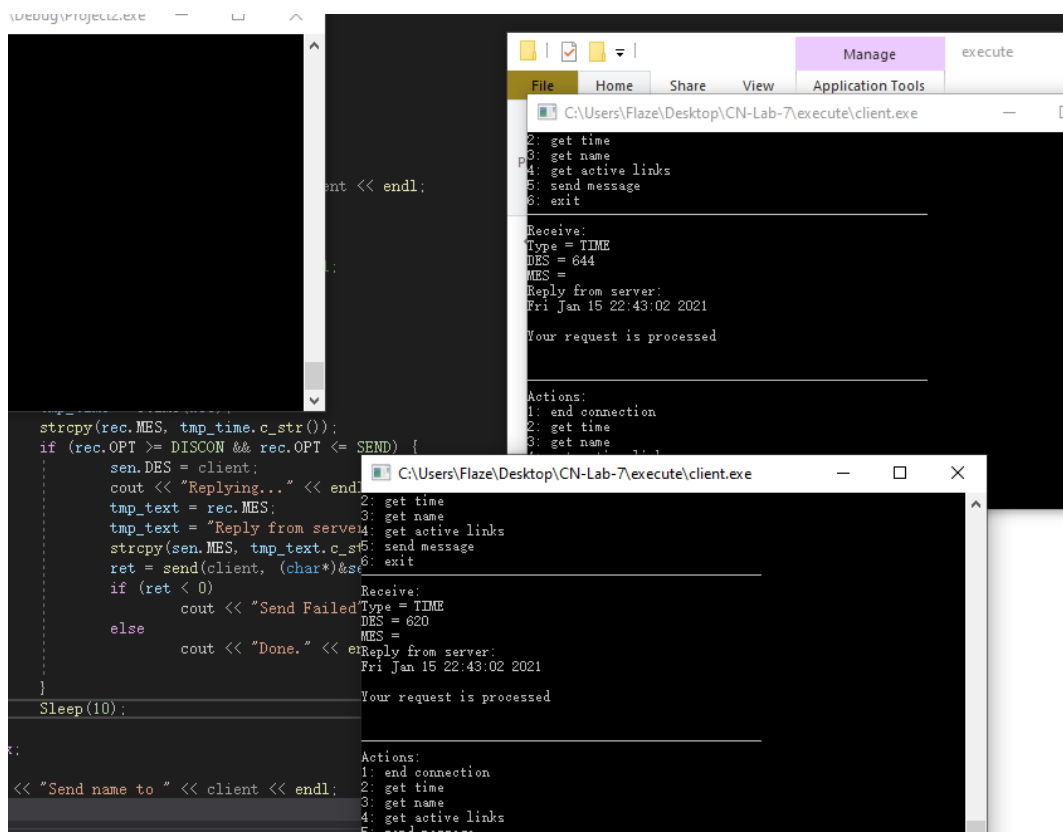 \Debug\Project2.exe
ent << endl;
l;
strcpy(rec.MES, tmp_time.c_str());
if (rec.OPT >= DISCON && rec.OPT <= SEND) {
sen.DES = client;
cout << "Replying..." << endl
tmp_text = rec.MES;
tmp_text = "Reply from server
strcpy(sen.MES, tmp_text.c_st
ret = send(client, (char*)&se
if (ret < 0)
cout << "Send Failed"
else
cout << "Done." << en
}
Sleep(10);
<< "Send name to " << client << endl;
Manage
execute
File
Home
Share
View
Application Tools
C:\Users\Flaze\Desktop\CN-Lab-7\execute\client.exe
2: get time
3: get name
4: get active links
5: send message
6: exit
Receive:
Type = TIME
DES = 644
MES =
Reply from server:
Fri Jan 15 22:43:02 2021
Your request is processed
Actions:
1: end connection
2: get time
3: get name
C:\Users\Flaze\Desktop\CN-Lab-7\execute\client.exe
2: get time
3: get name
4: get active links
5: send message
6: exit
Receive:
Type = TIME
DES = 620
MES =
Reply from server:
Fri Jan 15 22:43:02 2021
Your request is processed
Actions:
1: end connection
2: get time
3: get name
4: get active links